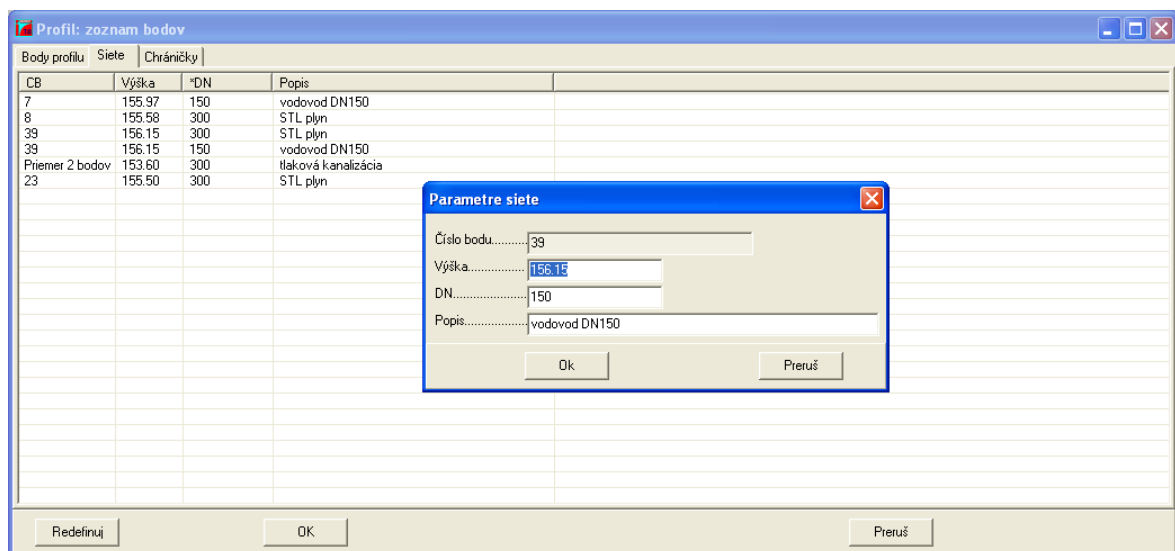 Profil: zoznam bodov
Body profilu Siete Chráničky
CB Výška *DN Popis
7 155.97 150 vodovod DN150
8 155.58 300 STL plyn
39 156.15 300 STL plyn
39 156.15 150 vodovod DN150
Priemer 2 bodov 153.60 300 tlaková kanalizácia
23 155.50 300 STL plyn
Parametre siete
Číslo bodu.......... 39
Výška................ 156.15
DN..................... 150
Popis................. vodovod DN150
Ok Preruš
Redefinuj OK Preruš